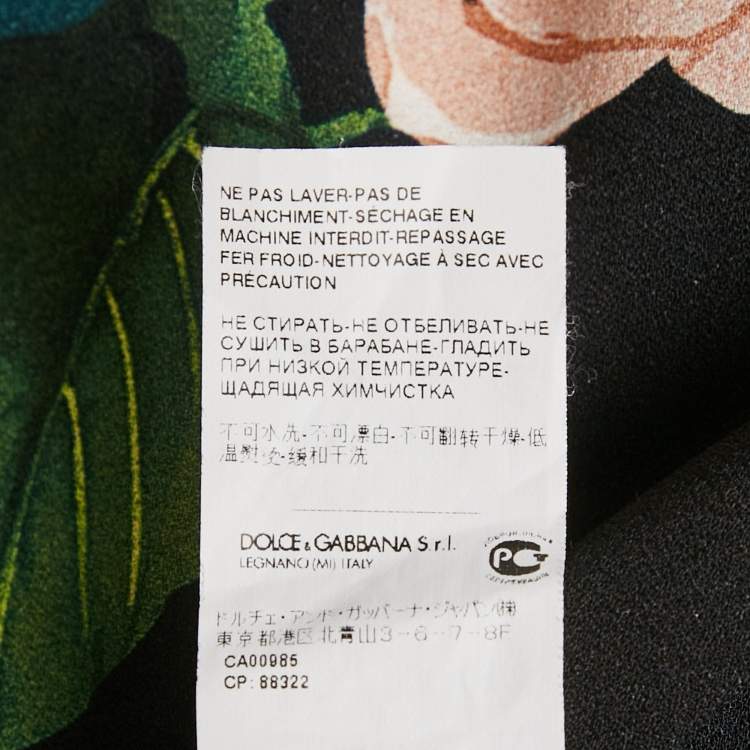 NE PAS LAVER-PAS DE
BLANCHIMENT-SÉCHAGE EN
MACHINE INTERDIT-REPASSAGE
FER FROID-NETTOYAGE À SEC AVEC
PRÉCAUTION
НЕ СТИРАТЬ-НЕ ОТБЕЛИВАТЬ-НЕ
СУШИТЬ В БАРАБАНЕ-ГЛАДИТЬ
ПРИ НИЗКОЙ ТЕМПЕРАТУРЕ-
ЩАДЯЩАЯ ХИМЧИСТКА
不可水洗-不可漂白-不可翻转干燥-低
温熨烫-缓和干洗
DOLCE & GABBANA S.r.l.
LEGNANO (MI) ITALY
PG
ドルチェ・アンド・ガッバーナ・ジャパン㈱
東京都港区北青山3-6-7-8F
CA00985
CP: 88322